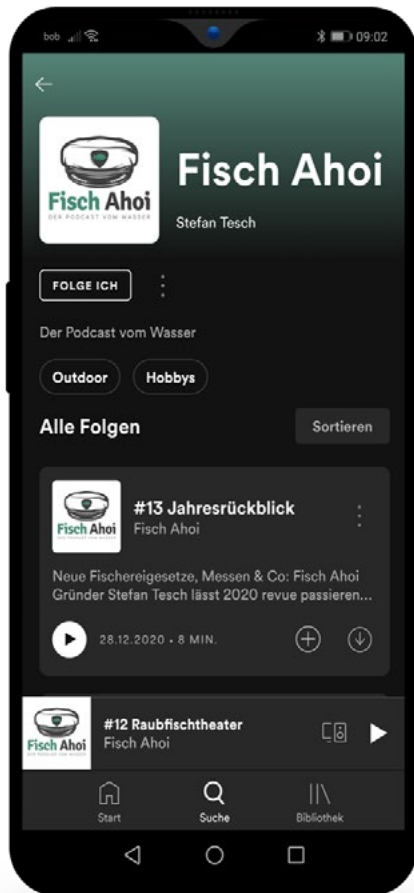 bob 09:02
Fisch Ahoi
DER PODCAST VOM WASSER
Fisch Ahoi
Stefan Tesch
FOLGE ICH
Der Podcast vom Wasser
Outdoor Hobbys
Alle Folgen Sortieren
Fisch Ahoi
#13 Jahresrückblick
Fisch Ahoi
Neue Fischereigesetze, Messen & Co: Fisch Ahoi
Gründer Stefan Tesch lässt 2020 revue passieren...
28.12.2020 • 8 MIN.
Fisch Ahoi
#12 Raubfischtheater
Fisch Ahoi
Start Suche Bibliothek